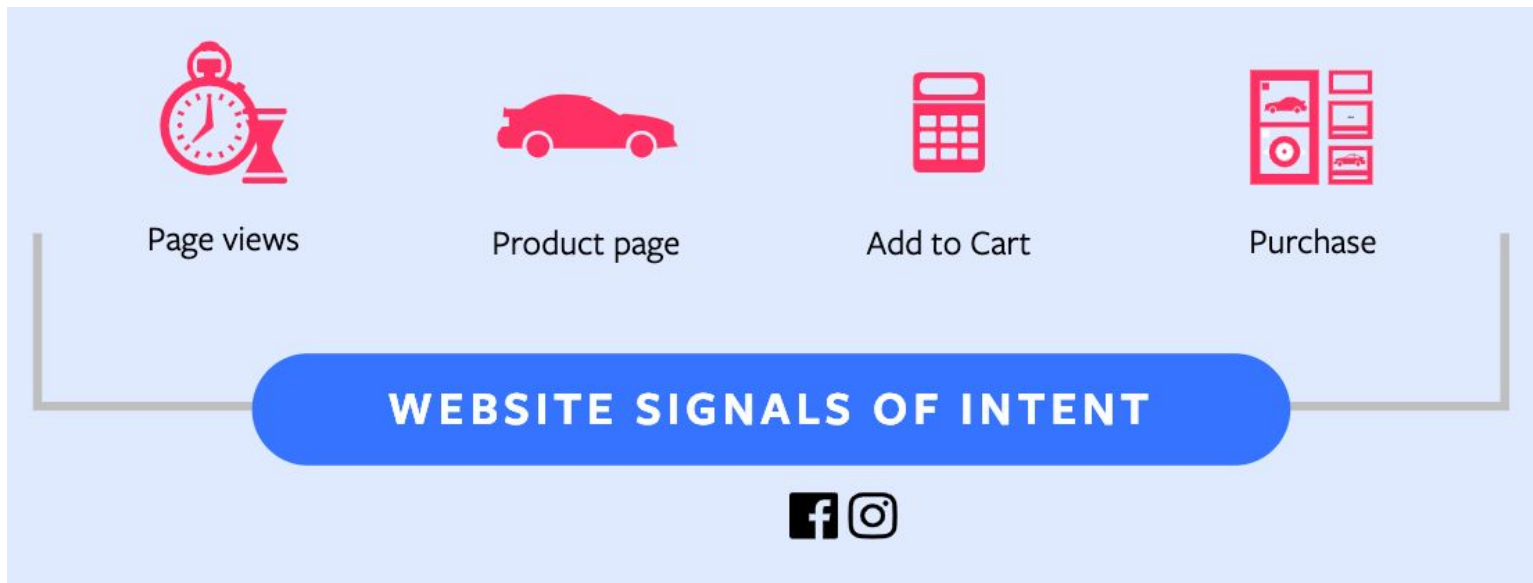 Page views
Product page
Add to Cart
Purchase
WEBSITE SIGNALS OF INTENT